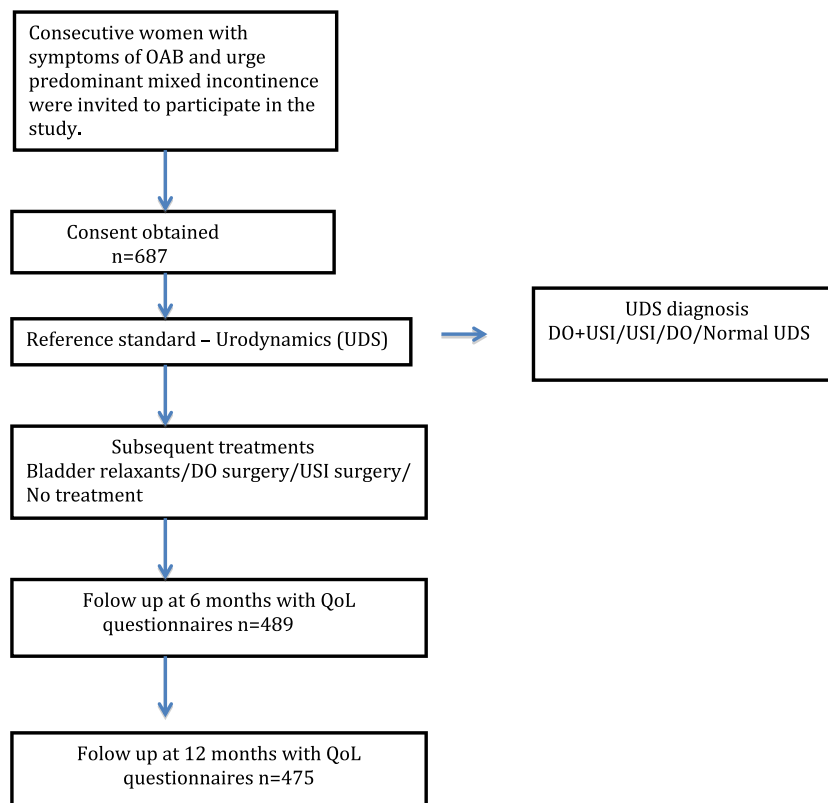 Consecutive women with
symptoms of OAB and urge
predominant mixed incontinence
were invited to participate in the
study.
Consent obtained
n=687
Reference standard – Urodynamics (UDS)
UDS diagnosis
DO+USI/USI/DO/Normal UDS
Subsequent treatments
Bladder relaxants/DO surgery/USI surgery/
No treatment
Folow up at 6 months with QoL
questionnaires n=489
Folow up at 12 months with QoL
questionnaires n=475